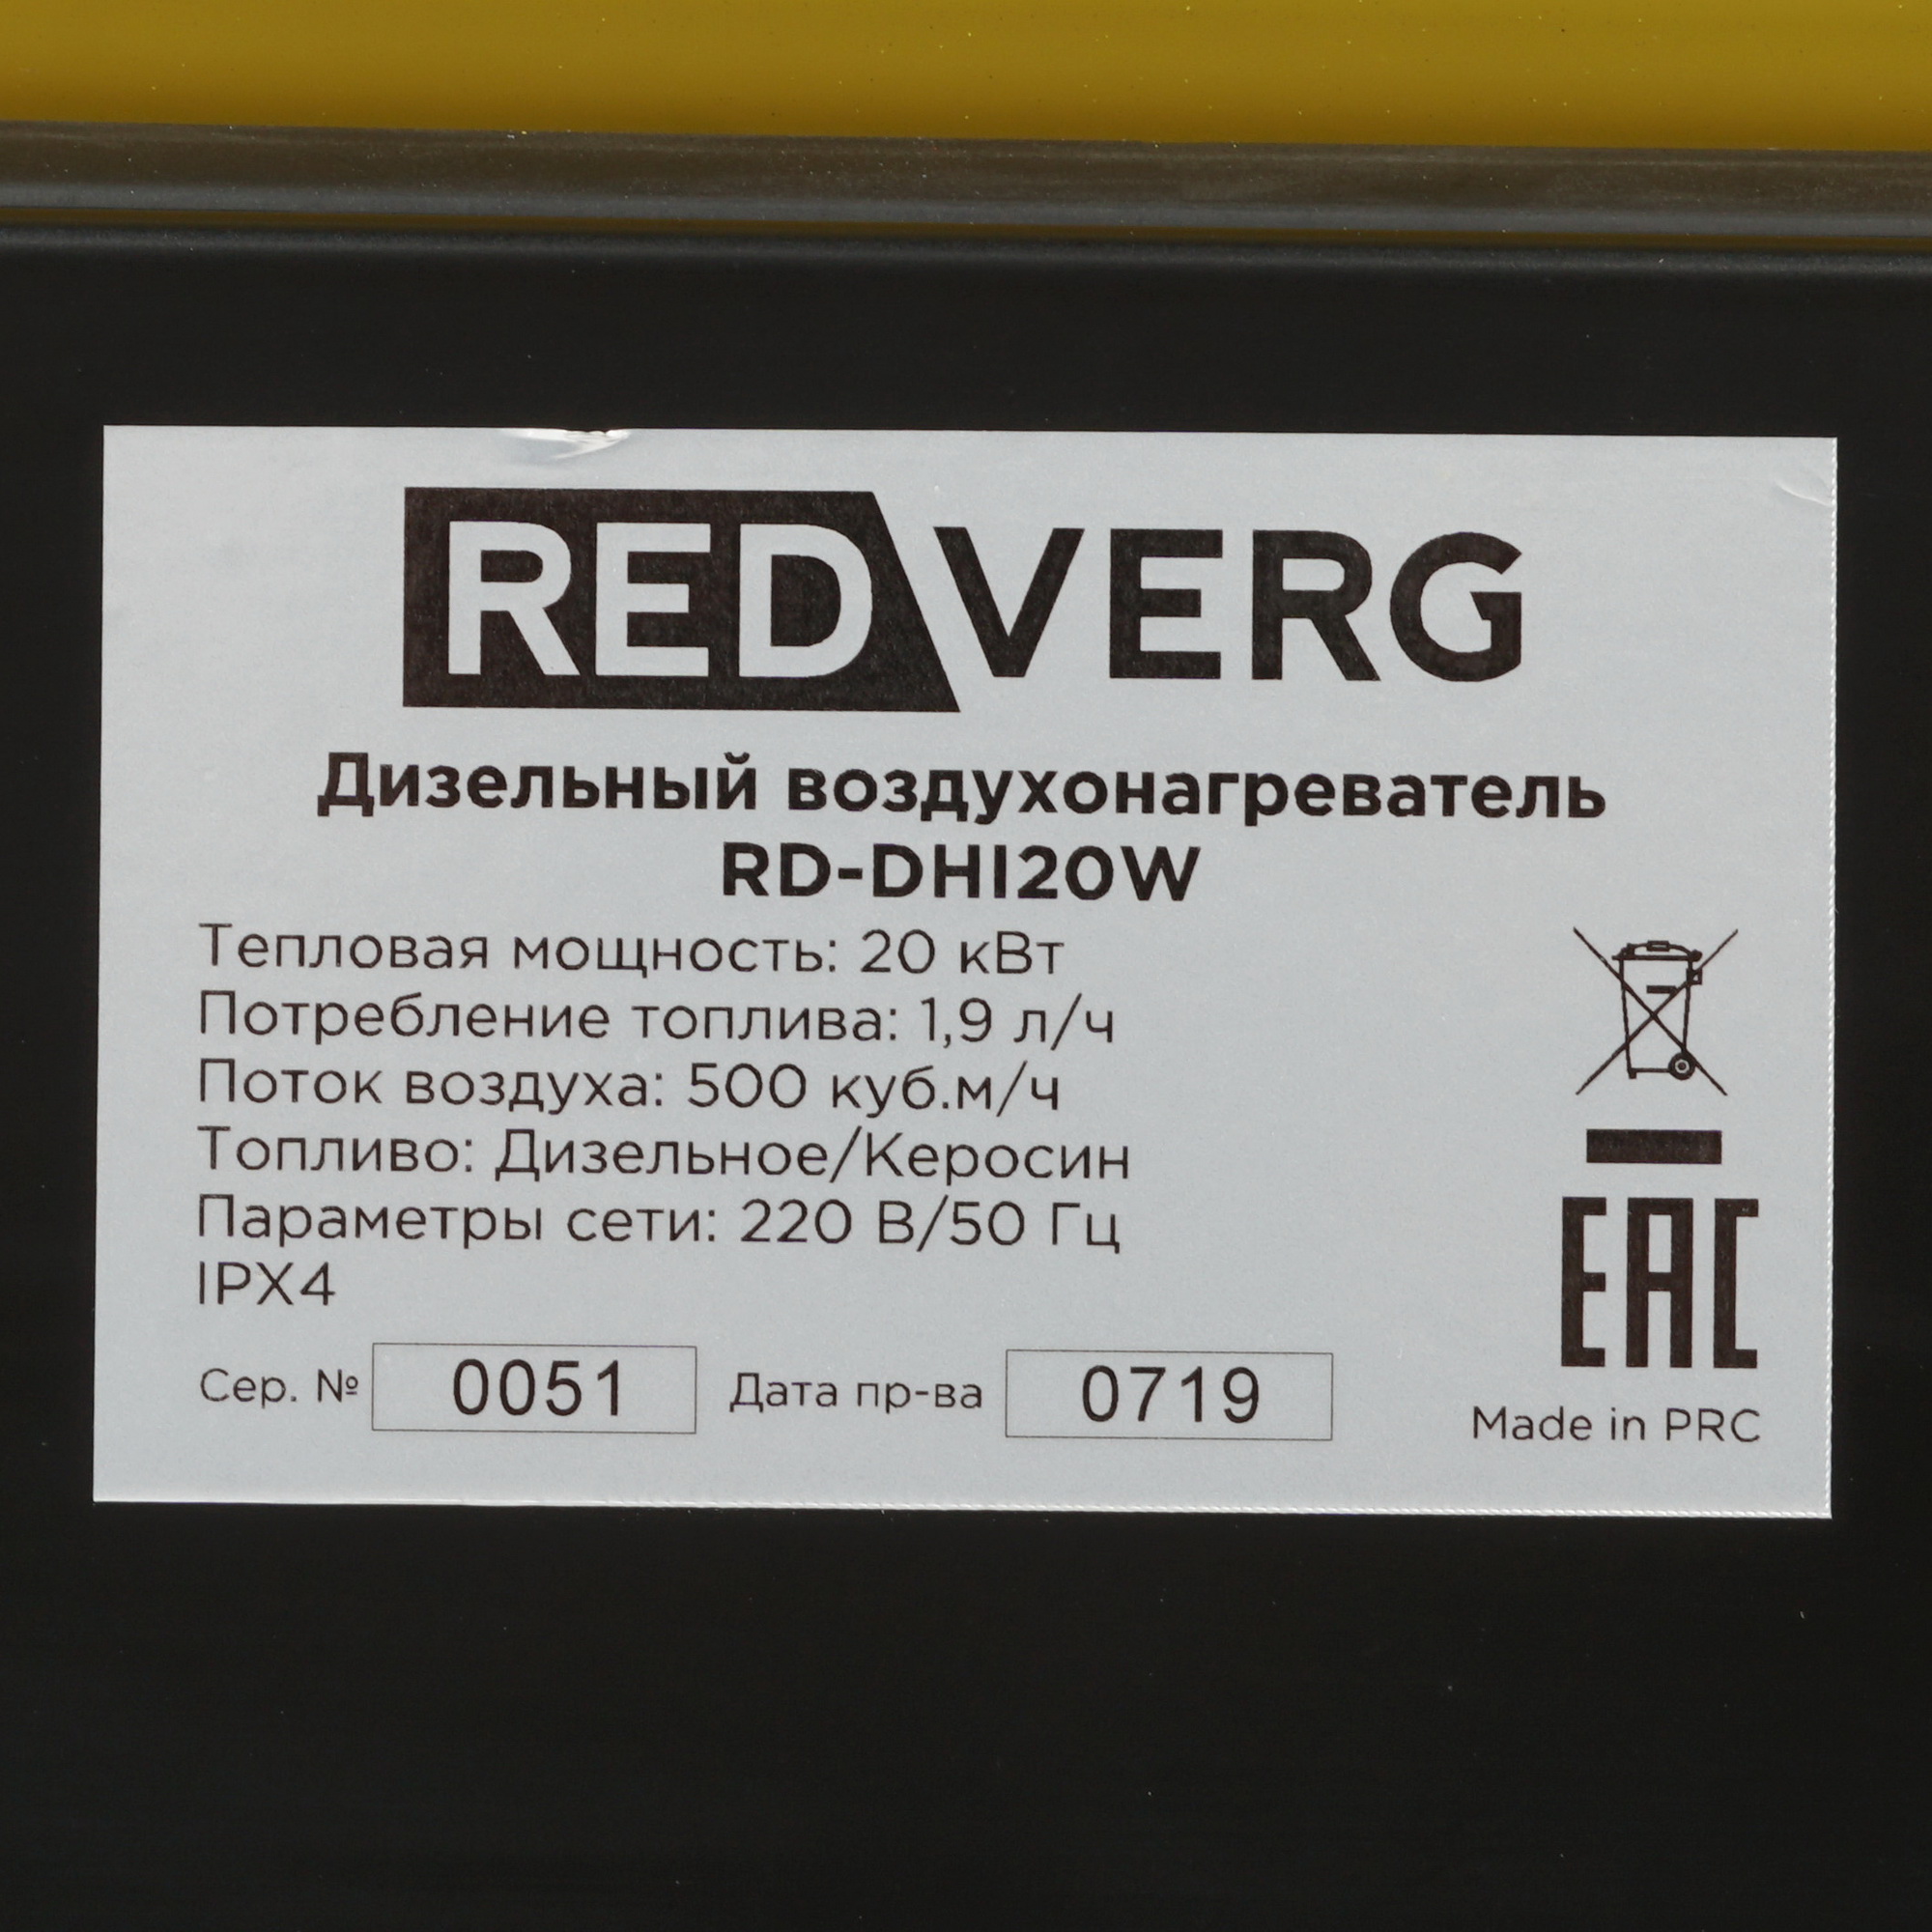 REDVERG
Дизельный воздухонагреватель
RD-DHI20W
Тепловая мощность: 20 кВт
Потребление топлива: 1,9 л/ч
Поток воздуха: 500 куб.м/ч
Топливо: Дизельное/Керосин
Параметры сети: 220 В/50 Гц
IPX4
EAC
Сер. № 0051 Дата пр-ва 0719
Made in PRC